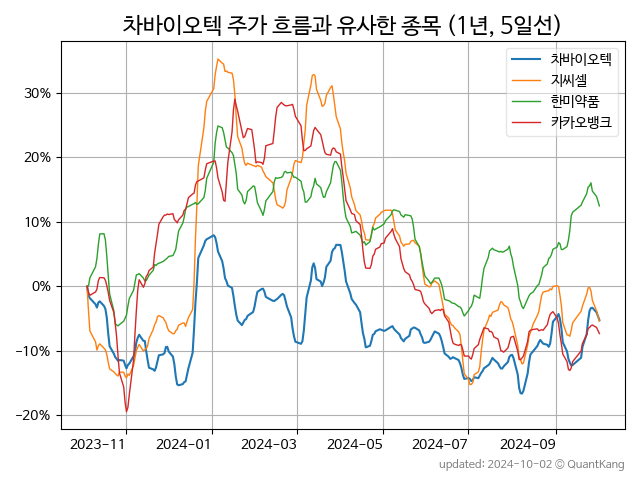 차바이오텍 주가 흐름과 유사한 종목 (1년, 5일선)
차바이오텍
지씨셀
한미약품
카카오뱅크
30%
20%
10%
0%
−10%
−20%
2023-11 2024-01 2024-03 2024-05 2024-07 2024-09
updated: 2024-10-02 © QuantKang